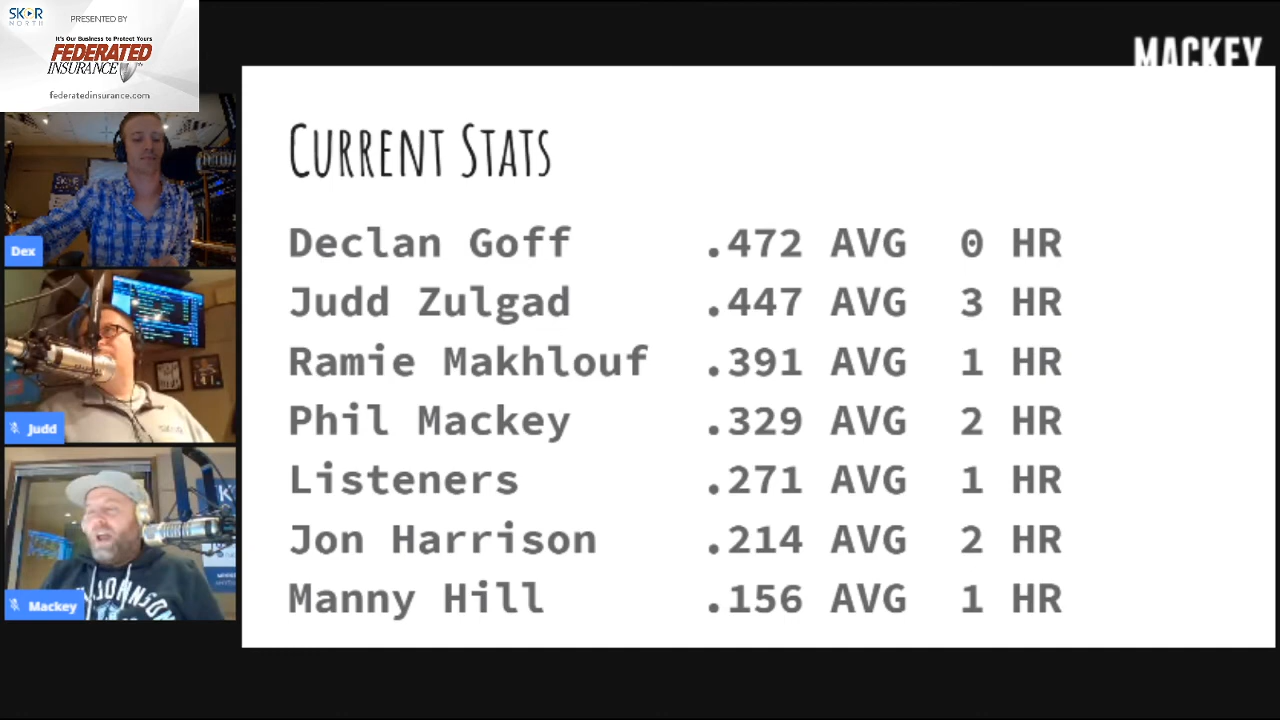 SKOR
NORTH
PRESENTED BY
It's Our Business to Protect Yours
FEDERATED
INSURANCE
federatedinsurance.com
MACKEY
Current Stats
Declan Goff .472 AVG 0 HR
Judd Zulgad .447 AVG 3 HR
Ramie Makhlouf .391 AVG 1 HR
Phil Mackey .329 AVG 2 HR
Listeners .271 AVG 1 HR
Jon Harrison .214 AVG 2 HR
Manny Hill .156 AVG 1 HR
Dex
Judd
Mackey